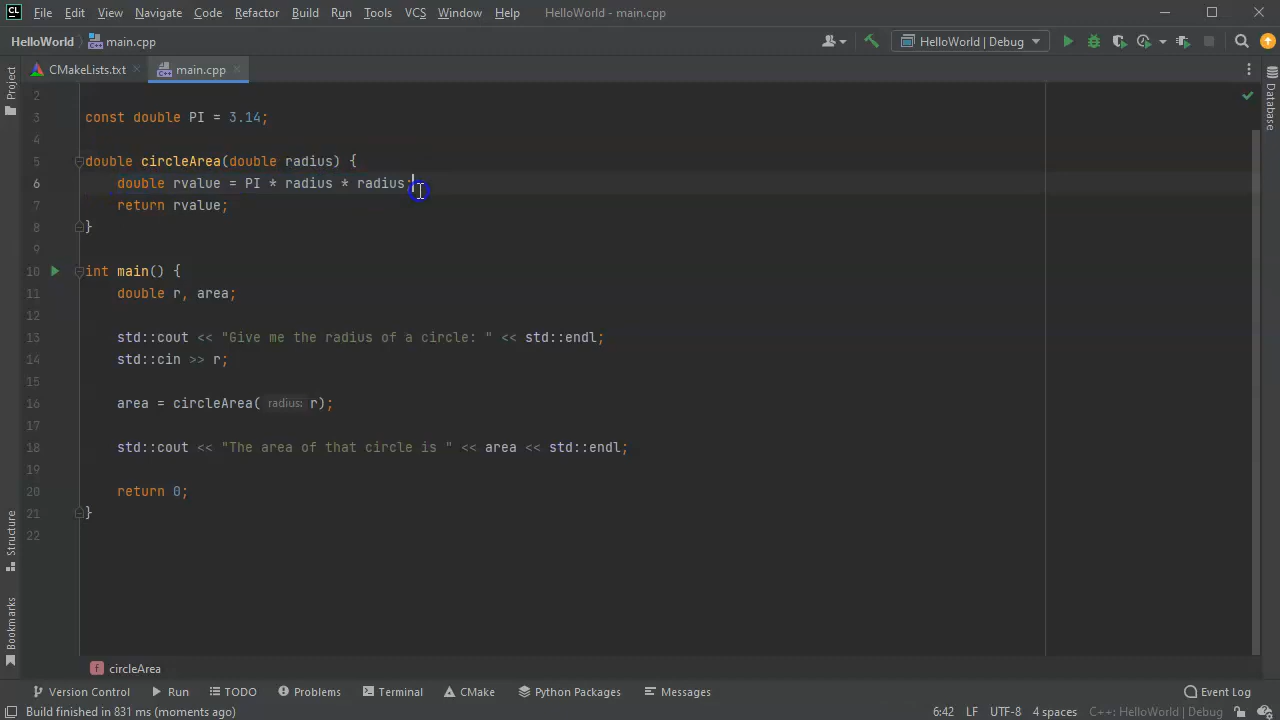 CL File Edit View Navigate Code Refactor Build Run Tools VCS Window Help HelloWorld - main.cpp
HelloWorld main.cpp HelloWorld | Debug
CMakeLists.txt main.cpp
Project
Database
2
3 const double PI = 3.14;
4
5 double circleArea(double radius) {
6 double rvalue = PI * radius * radius;
7 return rvalue;
8 }
9
10 int main() {
11 double r, area;
12
13 std::cout << "Give me the radius of a circle: " << std::endl;
14 std::cin >> r;
15
16 area = circleArea( radius: r);
17
18 std::cout << "The area of that circle is " << area << std::endl;
19
20 return 0;
21 }
22
Structure
Bookmarks
f circleArea
Version Control Run TODO Problems Terminal CMake Python Packages Messages Event Log
Build finished in 831 ms (moments ago) 6:42 LF UTF-8 4 spaces C++: HelloWorld | Debug